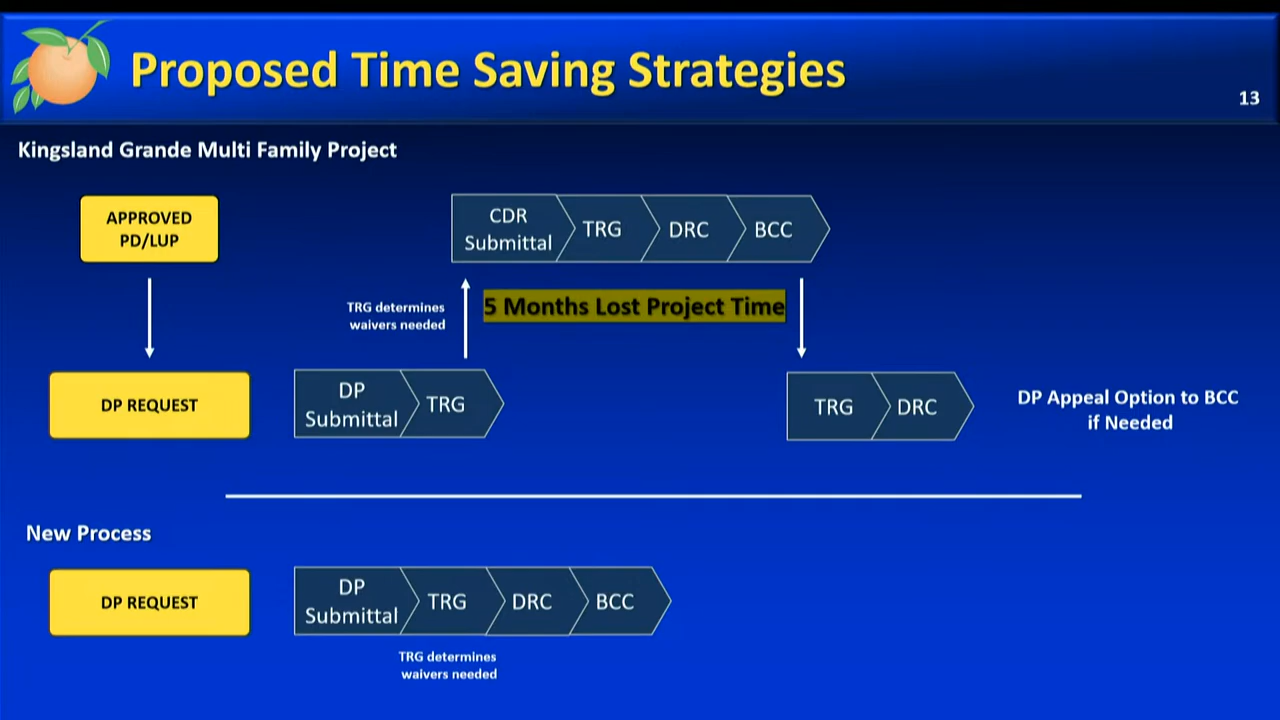 Proposed Time Saving Strategies
13
Kingsland Grande Multi Family Project
APPROVED
PD/LUP
CDR
Submittal
TRG
DRC
BCC
TRG determines
waivers needed
5 Months Lost Project Time
DP REQUEST
DP
Submittal
TRG
TRG
DRC
DP Appeal Option to BCC
if Needed
New Process
DP REQUEST
DP
Submittal
TRG
DRC
BCC
TRG determines
waivers needed